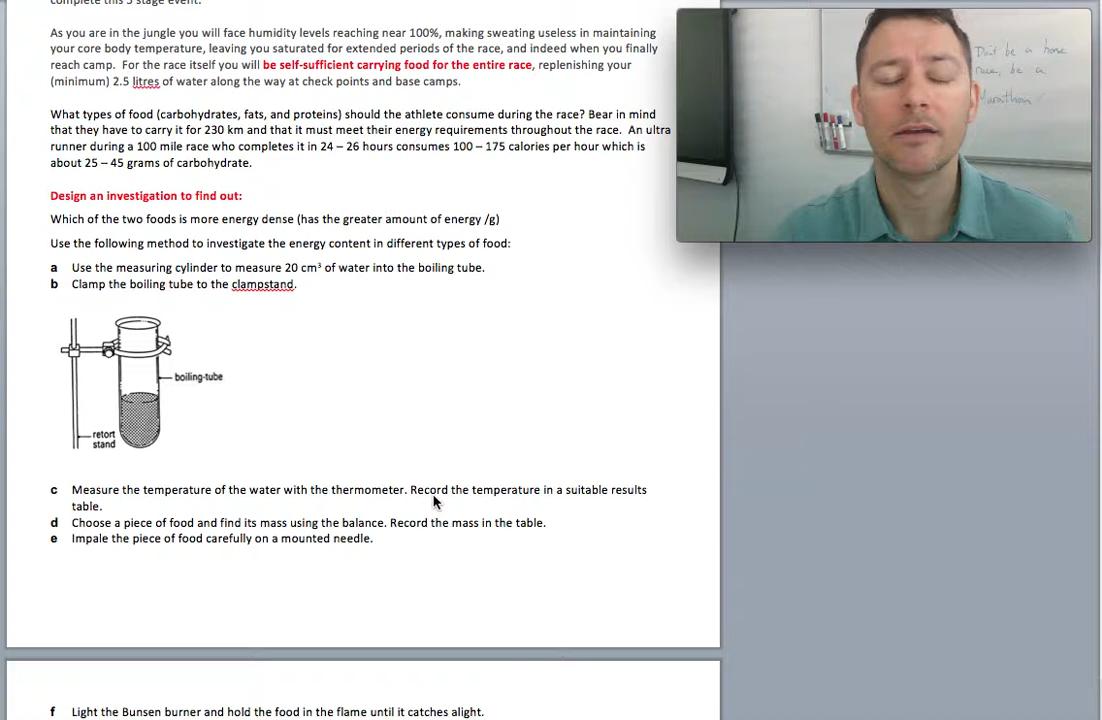 complete this 5 stage event.
As you are in the jungle you will face humidity levels reaching near 100%, making sweating useless in maintaining
your core body temperature, leaving you saturated for extended periods of the race, and indeed when you finally
reach camp.  For the race itself you will be self-sufficient carrying food for the entire race, replenishing your
(minimum) 2.5 litres of water along the way at check points and base camps.
What types of food (carbohydrates, fats, and proteins) should the athlete consume during the race? Bear in mind
that they have to carry it for 230 km and that it must meet their energy requirements throughout the race.  An ultra
runner during a 100 mile race who completes it in 24 – 26 hours consumes 100 – 175 calories per hour which is
about 25 – 45 grams of carbohydrate.
Design an investigation to find out:
Which of the two foods is more energy dense (has the greater amount of energy /g)
Use the following method to investigate the energy content in different types of food:
a Use the measuring cylinder to measure 20 cm³ of water into the boiling tube.
b Clamp the boiling tube to the clampstand.
boiling-tube
retort
stand
c Measure the temperature of the water with the thermometer. Record the temperature in a suitable results
table.
d Choose a piece of food and find its mass using the balance. Record the mass in the table.
e Impale the piece of food carefully on a mounted needle.
f Light the Bunsen burner and hold the food in the flame until it catches alight.
Don't be a horse
race, be a
Marathon